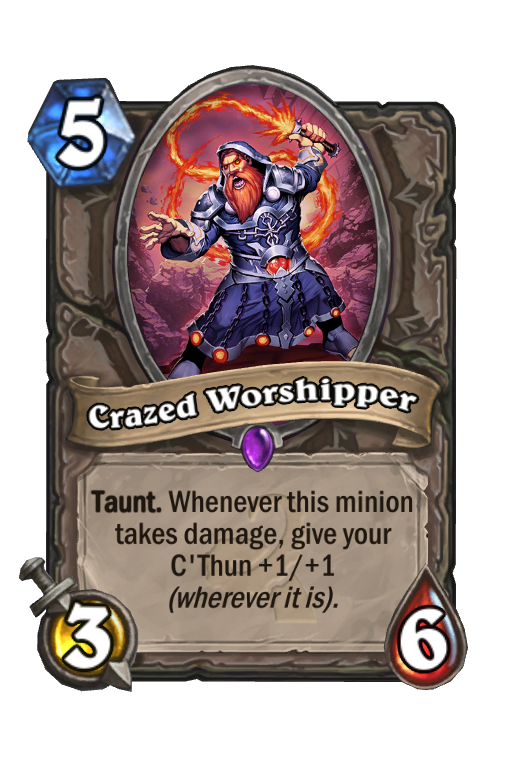 5
Crazed Worshipper
Taunt. Whenever this minion
takes damage, give your
C'Thun +1/+1
(wherever it is).
3
6